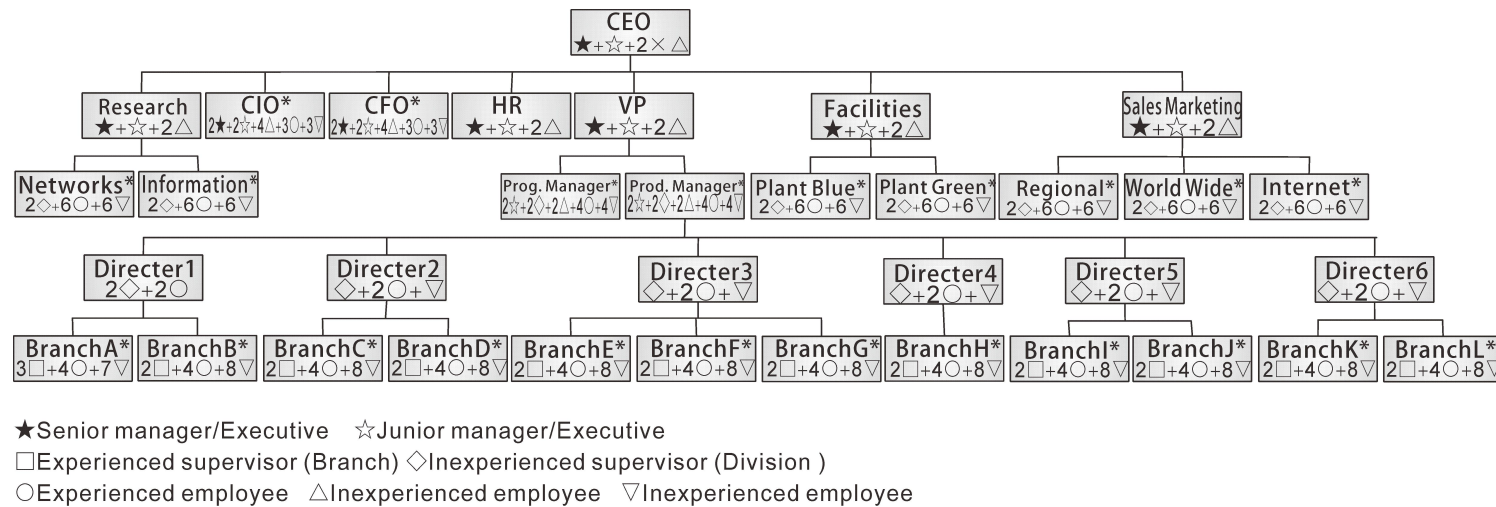 CEO
★+☆+2×△
Research
★+☆+2△
CIO*
2★+2☆+4△+3○+3▽
CFO*
2★+2☆+4△+3○+3▽
HR
★+☆+2△
VP
★+☆+2△
Facilities
★+☆+2△
Sales Marketing
★+☆+2△
Networks*
2◇+6○+6▽
Information*
2◇+6○+6▽
Prog. Manager*
2☆+2◇+2△+4○+4▽
Prod. Manager*
2☆+2◇+2△+4○+4▽
Plant Blue*
2◇+6○+6▽
Plant Green*
2◇+6○+6▽
Regional*
2◇+6○+6▽
World Wide*
2◇+6○+6▽
Internet*
2◇+6○+6▽
Directer1
2◇+2○
Directer2
◇+2○+▽
Directer3
◇+2○+▽
Directer4
◇+2○+▽
Directer5
◇+2○+▽
Directer6
◇+2○+▽
BranchA*
3□+4○+7▽
BranchB*
2□+4○+8▽
BranchC*
2□+4○+8▽
BranchD*
2□+4○+8▽
BranchE*
2□+4○+8▽
BranchF*
2□+4○+8▽
BranchG*
2□+4○+8▽
BranchH*
2□+4○+8▽
BranchI*
2□+4○+8▽
BranchJ*
2□+4○+8▽
BranchK*
2□+4○+8▽
BranchL*
2□+4○+8▽
★Senior manager/Executive ☆Junior manager/Executive
□Experienced supervisor (Branch) ◇Inexperienced supervisor (Division )
○Experienced employee △Inexperienced employee ▽Inexperienced employee